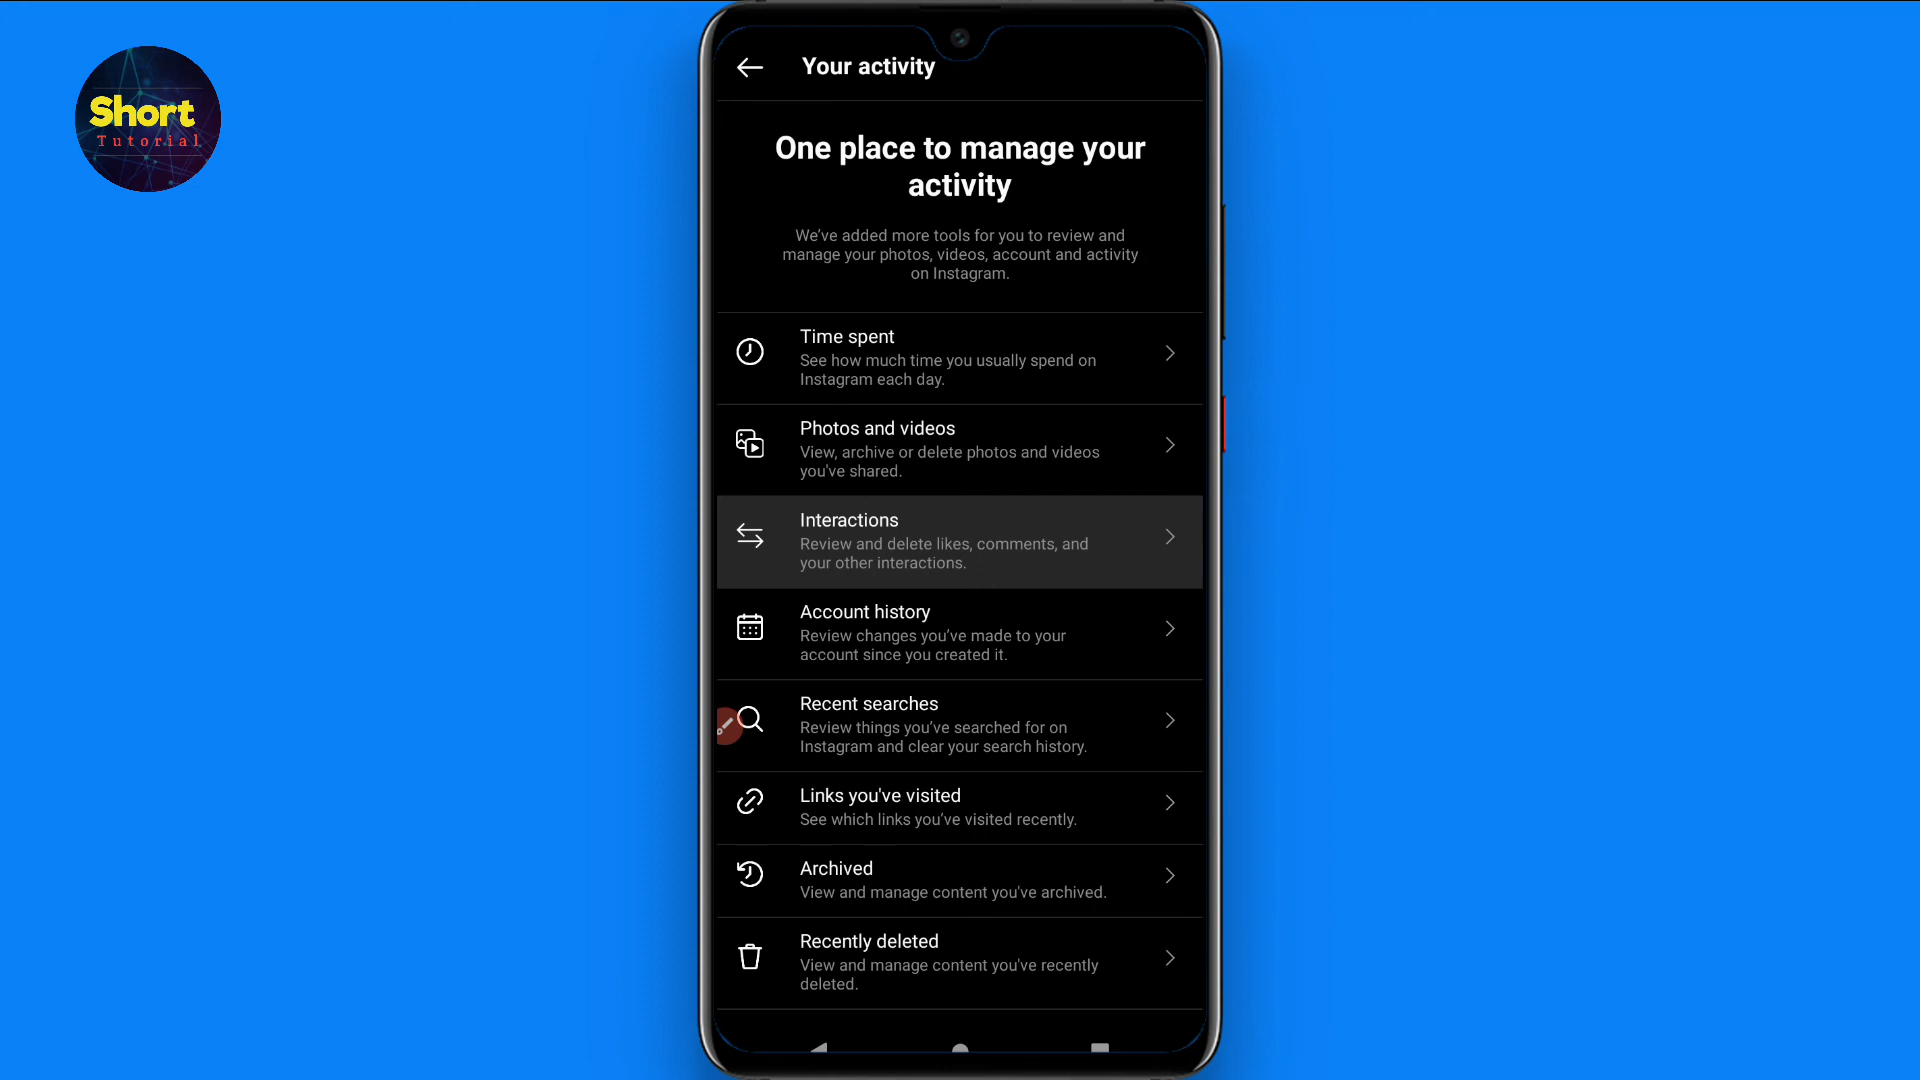 Short
Tutorial
Your activity
One place to manage your
activity
We’ve added more tools for you to review and
manage your photos, videos, account and activity
on Instagram.
Time spent
See how much time you usually spend on
Instagram each day.
Photos and videos
View, archive or delete photos and videos
you've shared.
Interactions
Review and delete likes, comments, and
your other interactions.
Account history
Review changes you’ve made to your
account since you created it.
Recent searches
Review things you’ve searched for on
Instagram and clear your search history.
Links you've visited
See which links you’ve visited recently.
Archived
View and manage content you've archived.
Recently deleted
View and manage content you've recently
deleted.